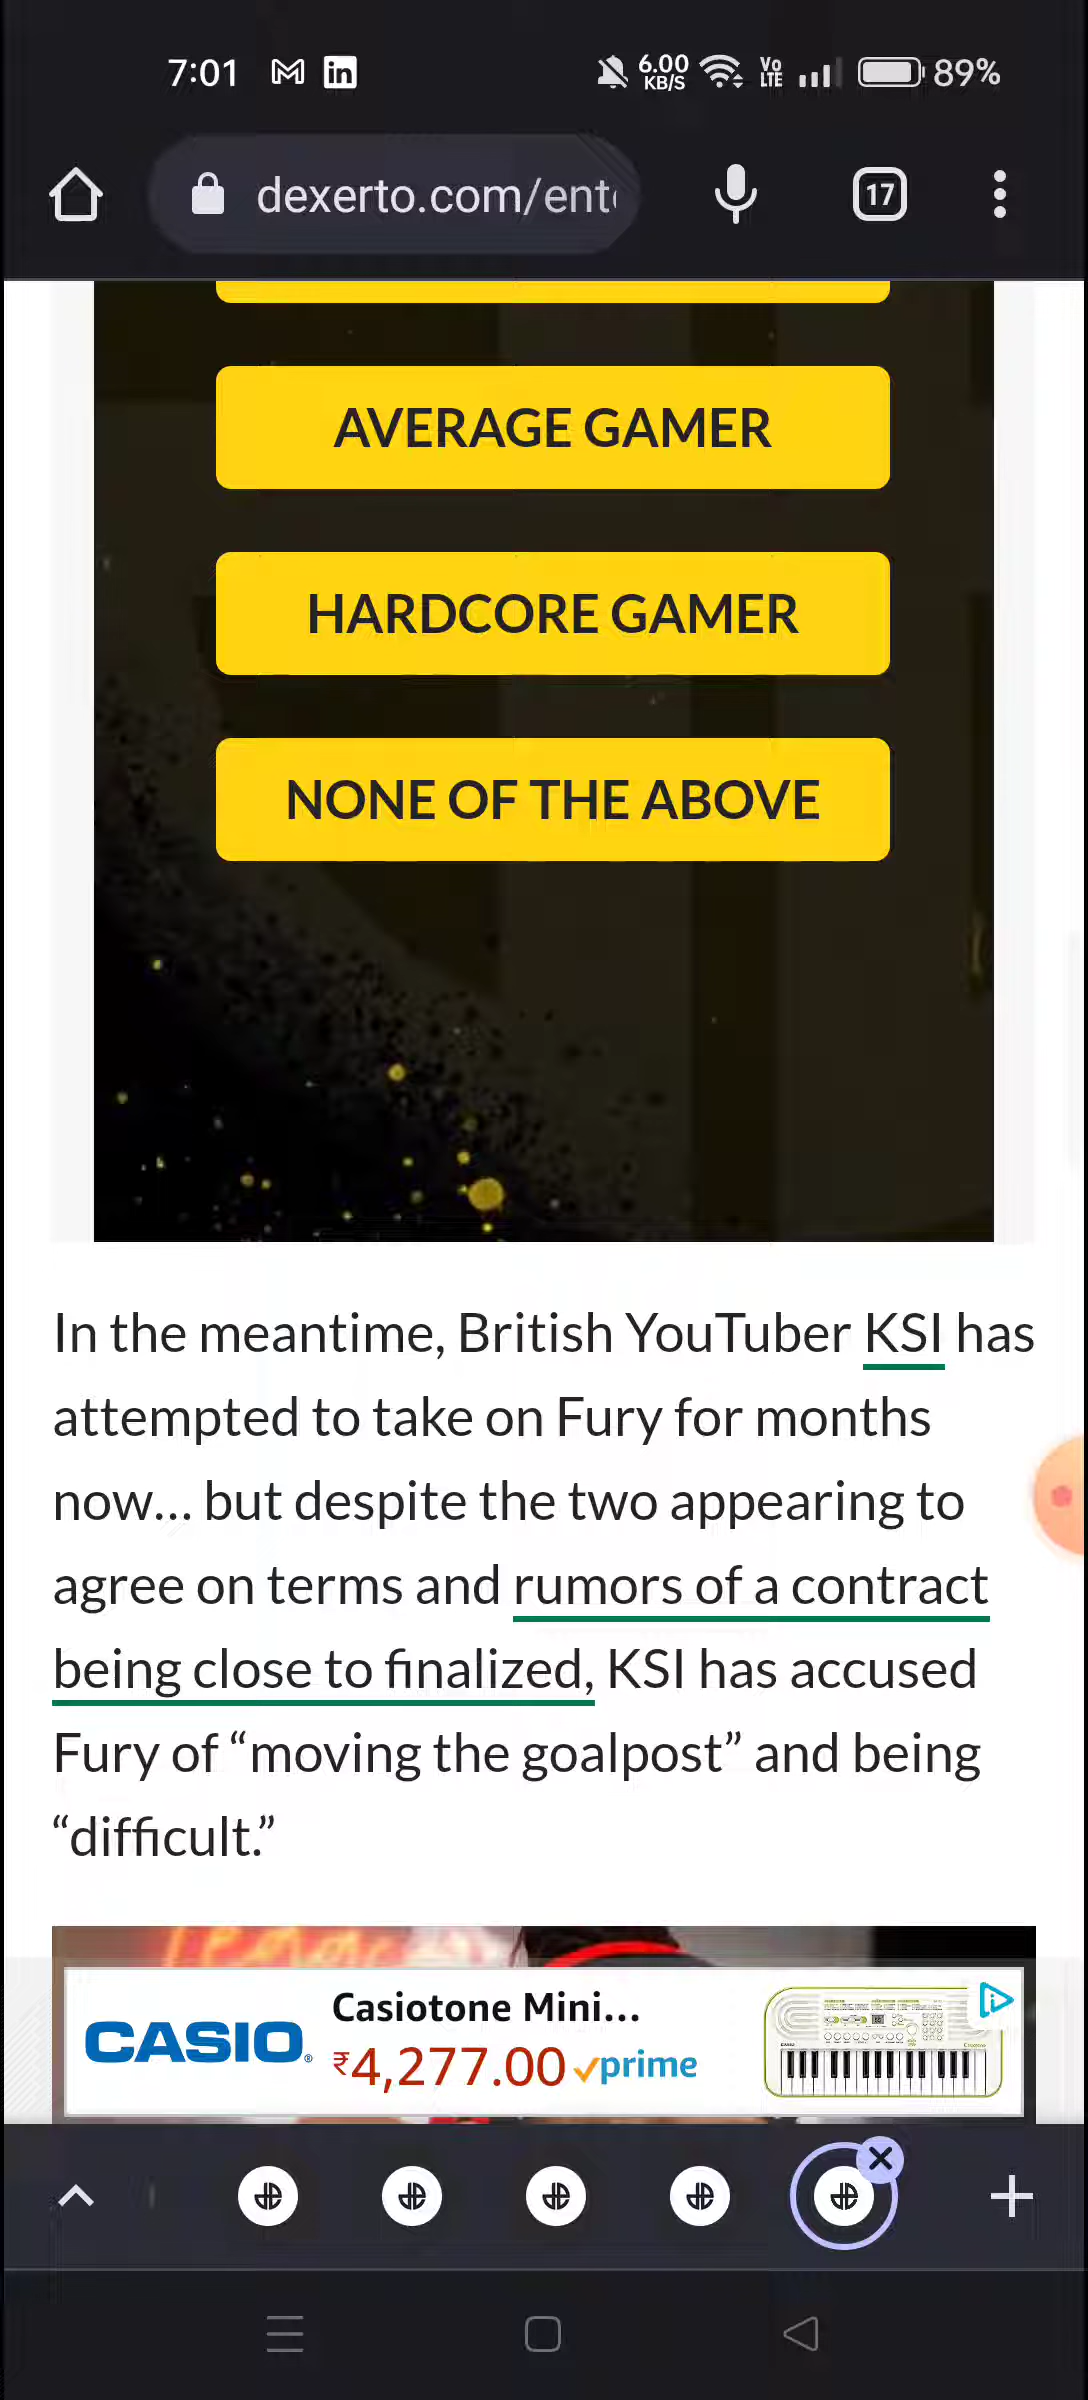 7:01 M in 6.00 KB/S Vo LTE 89%
dexerto.com/ent 17
AVERAGE GAMER
HARDCORE GAMER
NONE OF THE ABOVE
In the meantime, British YouTuber KSI has
attempted to take on Fury for months
now... but despite the two appearing to
agree on terms and rumors of a contract
being close to finalized, KSI has accused
Fury of “moving the goalpost” and being
“difficult.”
Casiotone Mini...
CASIO ₹4,277.00 prime